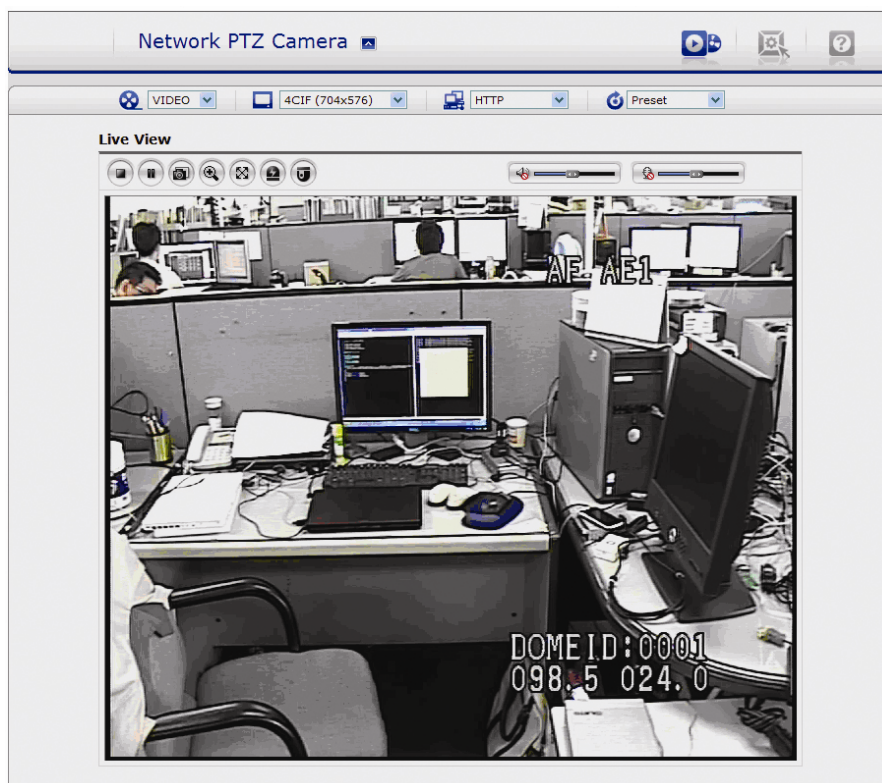 Network PTZ Camera
VIDEO
4CIF (704x576)
HTTP
Preset
Live View
AF AE1
DOMEID:0001
098.5 024.0